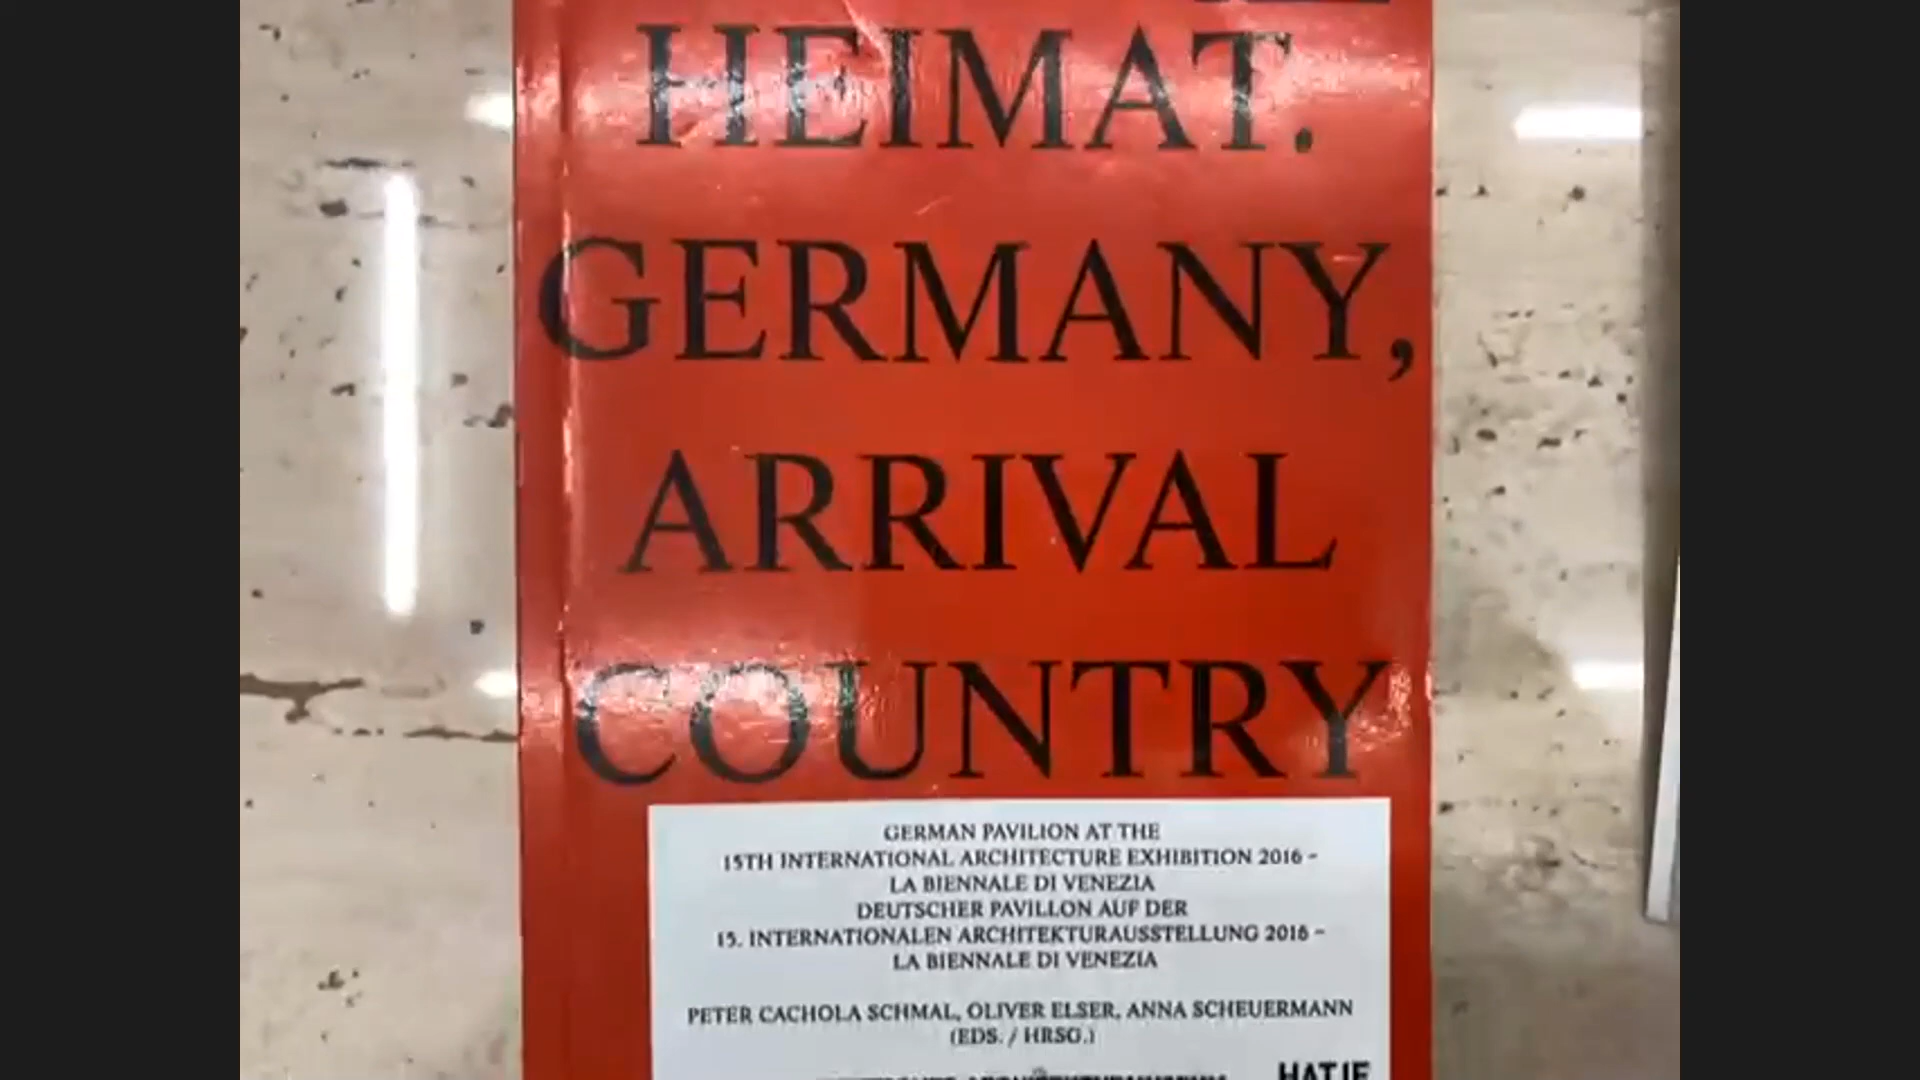 HEIMAT.
GERMANY,
ARRIVAL
COUNTRY
GERMAN PAVILION AT THE
15TH INTERNATIONAL ARCHITECTURE EXHIBITION 2016 –
LA BIENNALE DI VENEZIA
DEUTSCHER PAVILLON AUF DER
15. INTERNATIONALEN ARCHITEKTURAUSSTELLUNG 2016 –
LA BIENNALE DI VENEZIA
PETER CACHOLA SCHMAL, OLIVER ELSER, ANNA SCHEUERMANN
(EDS. / HRSG.)
HATJE